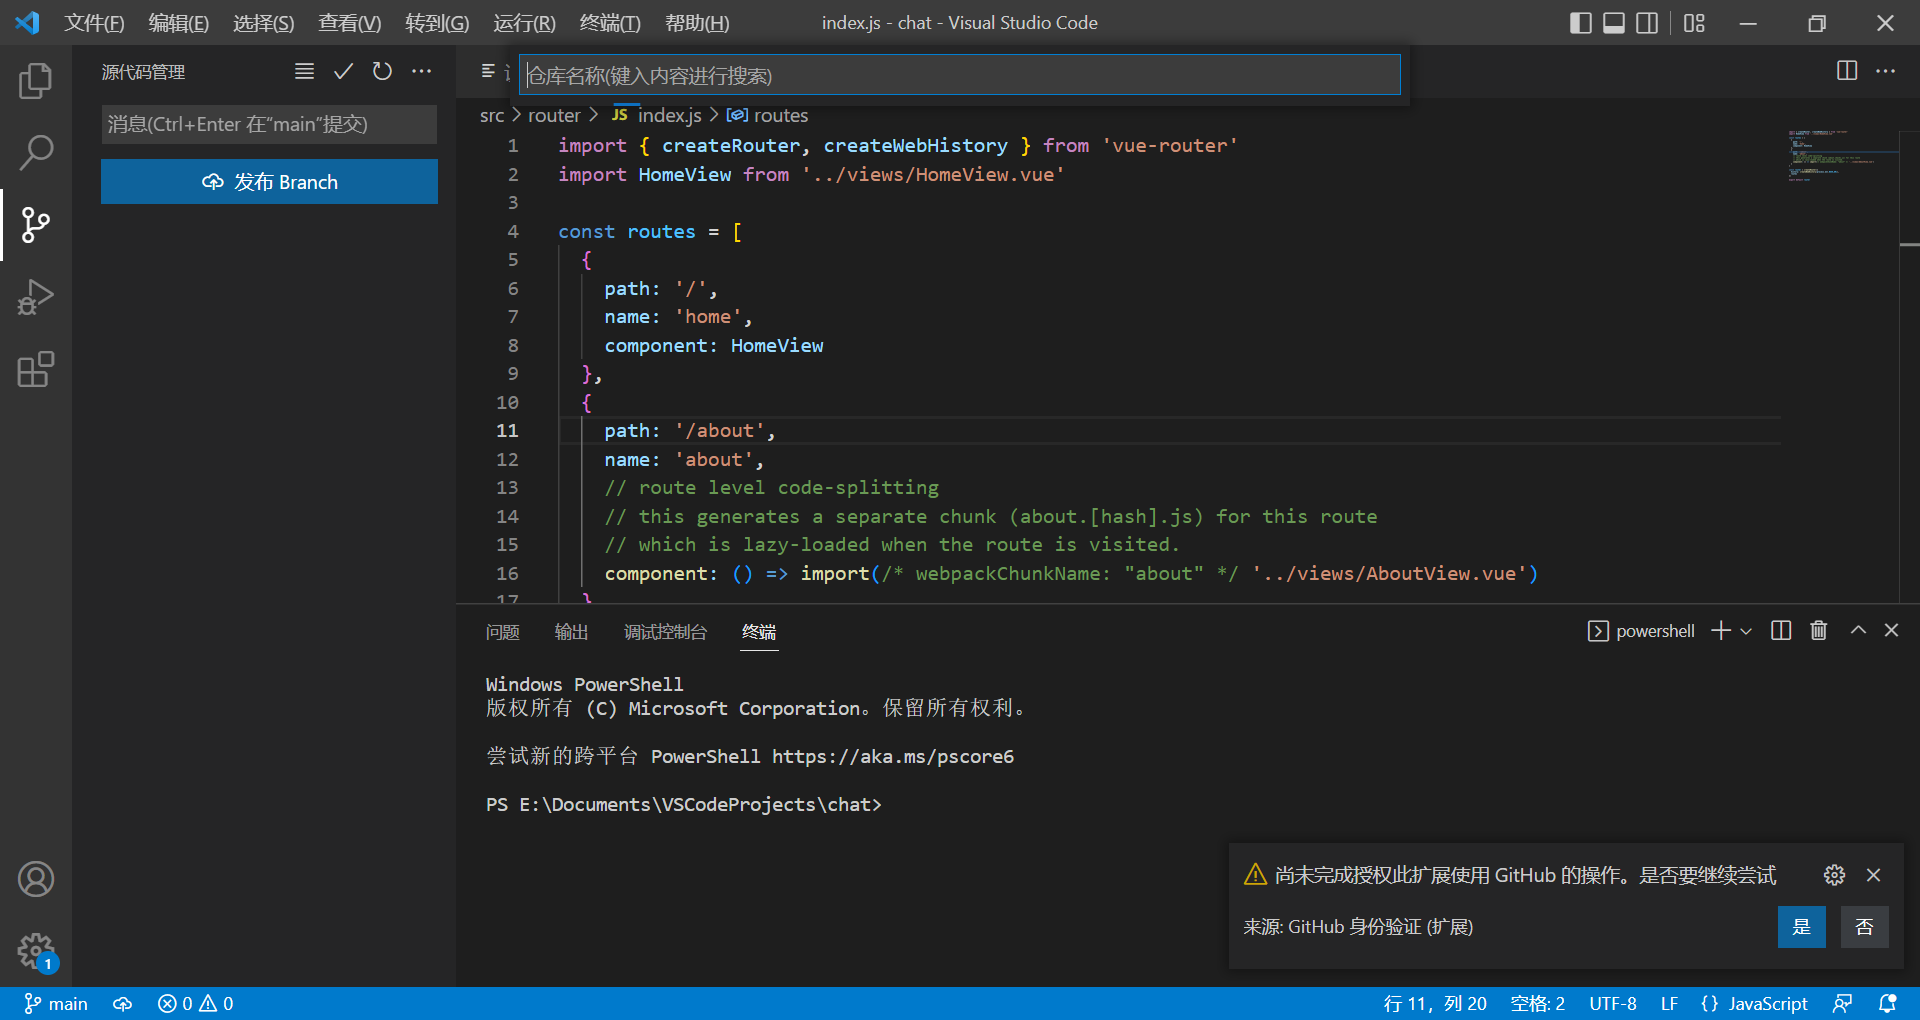 文件(F) 编辑(E) 选择(S) 查看(V) 转到(G) 运行(R) 终端(T) 帮助(H) index.js - chat - Visual Studio Code
源代码管理
仓库名称(键入内容进行搜索)
消息(Ctrl+Enter 在"main"提交)
发布 Branch
src > router > JS index.js > routes
1 import { createRouter, createWebHistory } from 'vue-router'
2 import HomeView from '../views/HomeView.vue'
3
4 const routes = [
5 {
6 path: '/',
7 name: 'home',
8 component: HomeView
9 },
10 {
11 path: '/about',
12 name: 'about',
13 // route level code-splitting
14 // this generates a separate chunk (about.[hash].js) for this route
15 // which is lazy-loaded when the route is visited.
16 component: () => import(/* webpackChunkName: "about" */ '../views/AboutView.vue')
17 }
问题 输出 调试控制台 终端 powershell
Windows PowerShell
版权所有 (C) Microsoft Corporation。保留所有权利。
尝试新的跨平台 PowerShell https://aka.ms/pscore6
PS E:\Documents\VSCodeProjects\chat>
尚未完成授权此扩展使用 GitHub 的操作。是否要继续尝试
来源: GitHub 身份验证 (扩展) 是 否
1
main 0 0 行 11，列 20 空格: 2 UTF-8 LF {} JavaScript